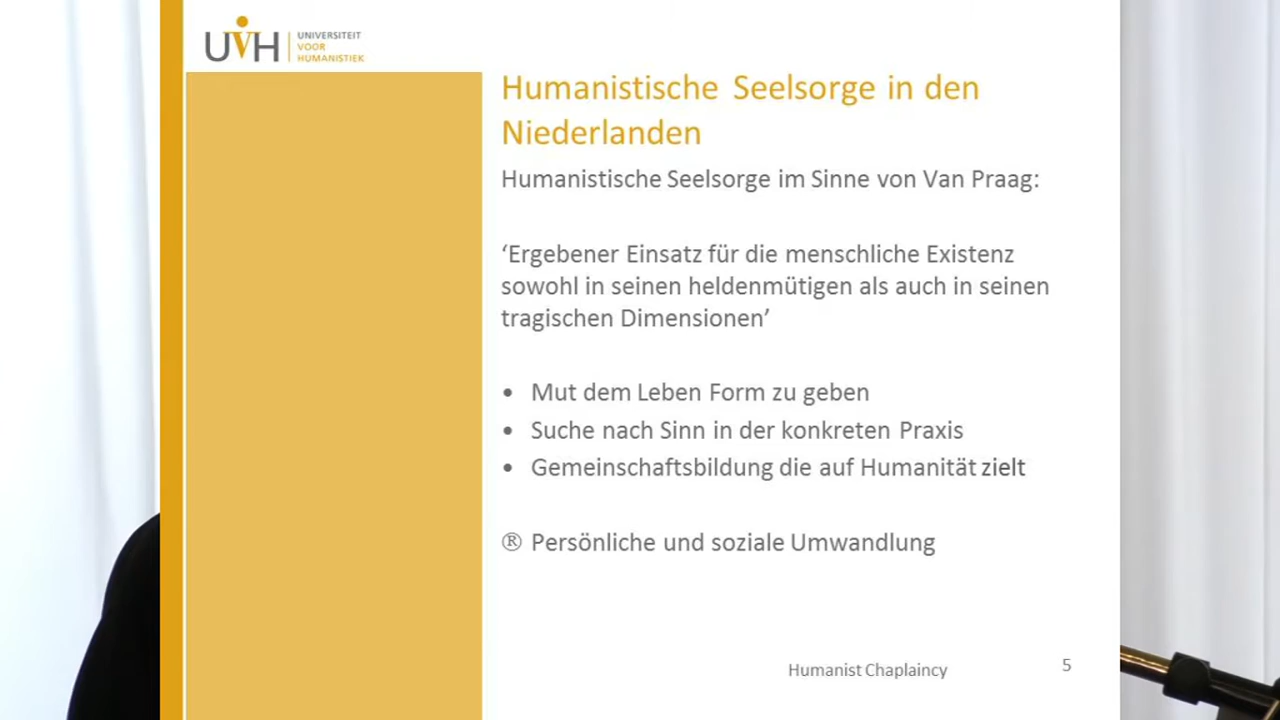 UVH
UNIVERSITEIT
VOOR
HUMANISTIEK
Humanistische Seelsorge in den
Niederlanden
Humanistische Seelsorge im Sinne von Van Praag:
‘Ergebener Einsatz für die menschliche Existenz
sowohl in seinen heldenmütigen als auch in seinen
tragischen Dimensionen’
• Mut dem Leben Form zu geben
• Suche nach Sinn in der konkreten Praxis
• Gemeinschaftsbildung die auf Humanität zielt
® Persönliche und soziale Umwandlung
Humanist Chaplaincy
5